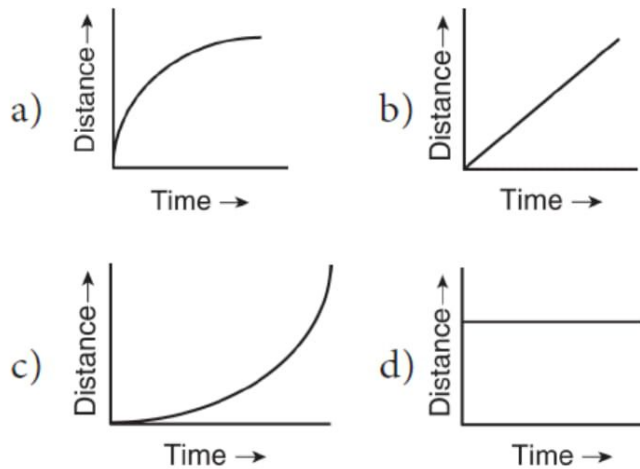 a)
Distance→
Time →
b)
Distance→
Time →
c)
Distance→
Time →
d)
Distance→
Time →